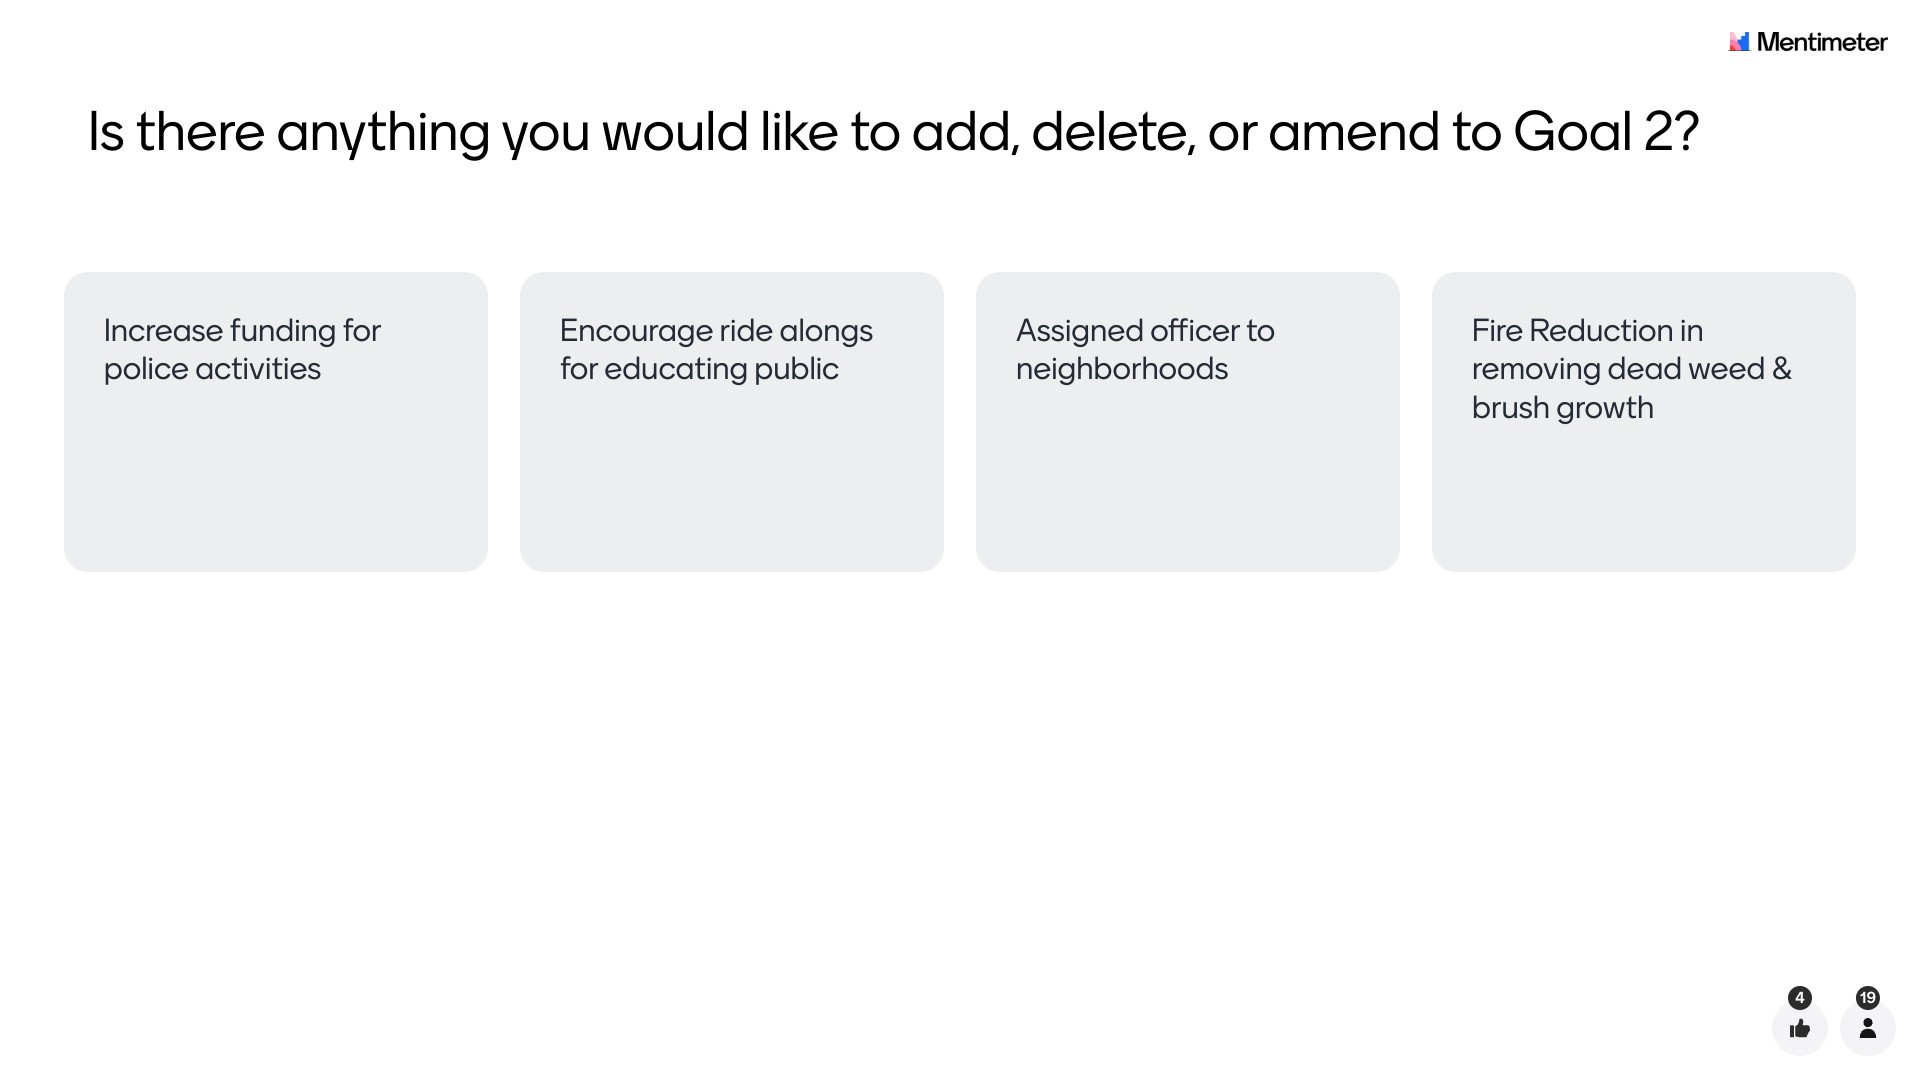 Mentimeter
Is there anything you would like to add, delete, or amend to Goal 2?
Increase funding for
police activities
Encourage ride alongs
for educating public
Assigned officer to
neighborhoods
Fire Reduction in
removing dead weed &
brush growth
4
19